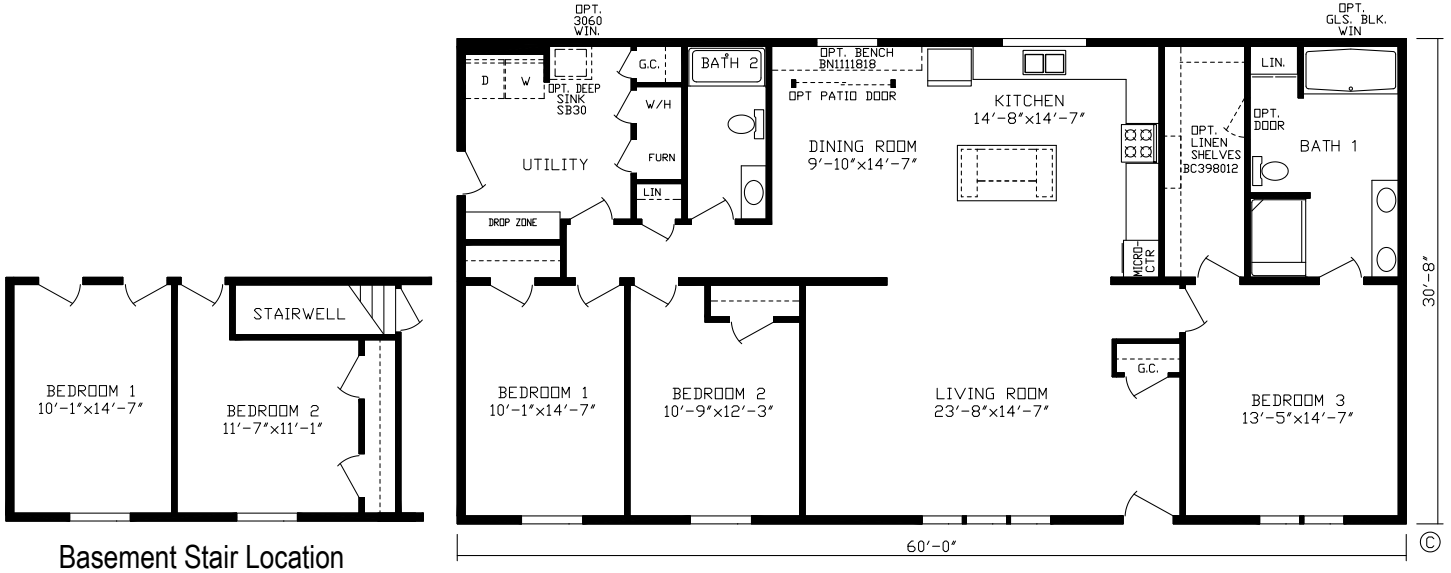 OPT.
3060
WIN.
OPT.
GLS. BLK.
WIN
D
W
OPT. DEEP
SINK
SB30
G.C.
W/H
FURN
LIN
UTILITY
DROP ZONE
BATH 2
OPT. BENCH
BN1111818
OPT PATIO DOOR
DINING ROOM
9'-10"x14'-7"
KITCHEN
14'-8"x14'-7"
MICRO-
CTR
OPT.
LINEN
SHELVES
BC398012
LIN.
OPT.
DOOR
BATH 1
30'-8"
STAIRWELL
BEDROOM 1
10'-1"x14'-7"
BEDROOM 2
11'-7"x11'-1"
BEDROOM 1
10'-1"x14'-7"
BEDROOM 2
10'-9"x12'-3"
LIVING ROOM
23'-8"x14'-7"
G.C.
BEDROOM 3
13'-5"x14'-7"
60'-0"
©
Basement Stair Location